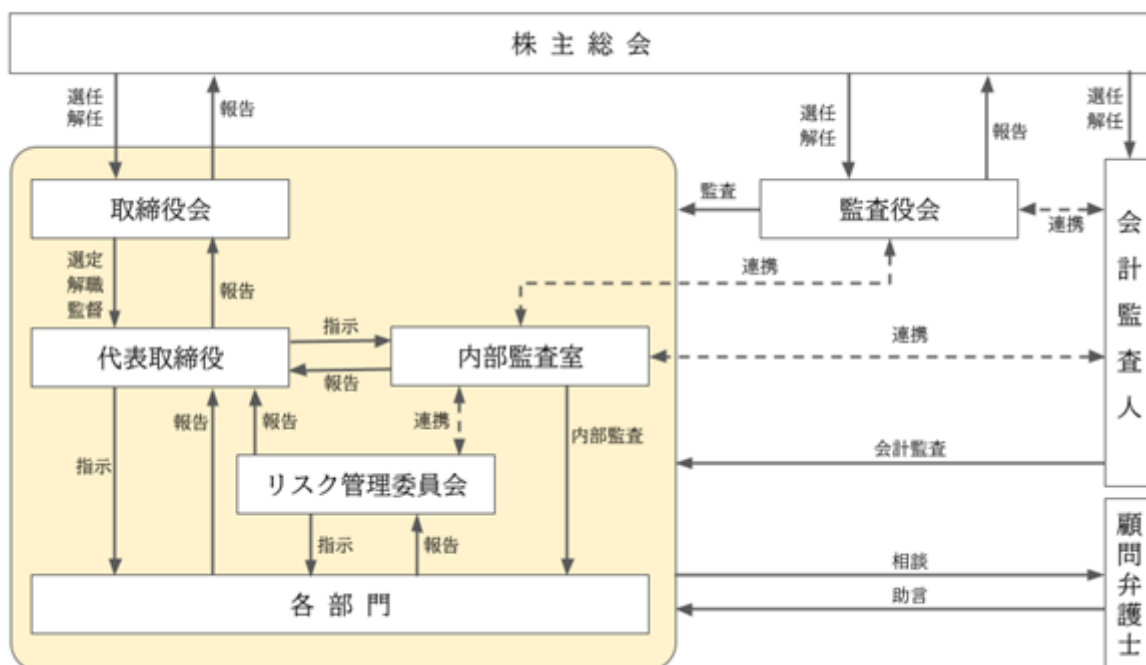 株主総会
選任
解任
報告
選任
解任
報告
選任
解任
取締役会
監査
監査役会
連携
会計監査人
選定
解職
監督
報告
連携
代表取締役
指示
報告
内部監査室
連携
指示
報告
報告
連携
内部監査
会計監査
リスク管理委員会
指示
報告
各部門
相談
助言
顧問弁護士